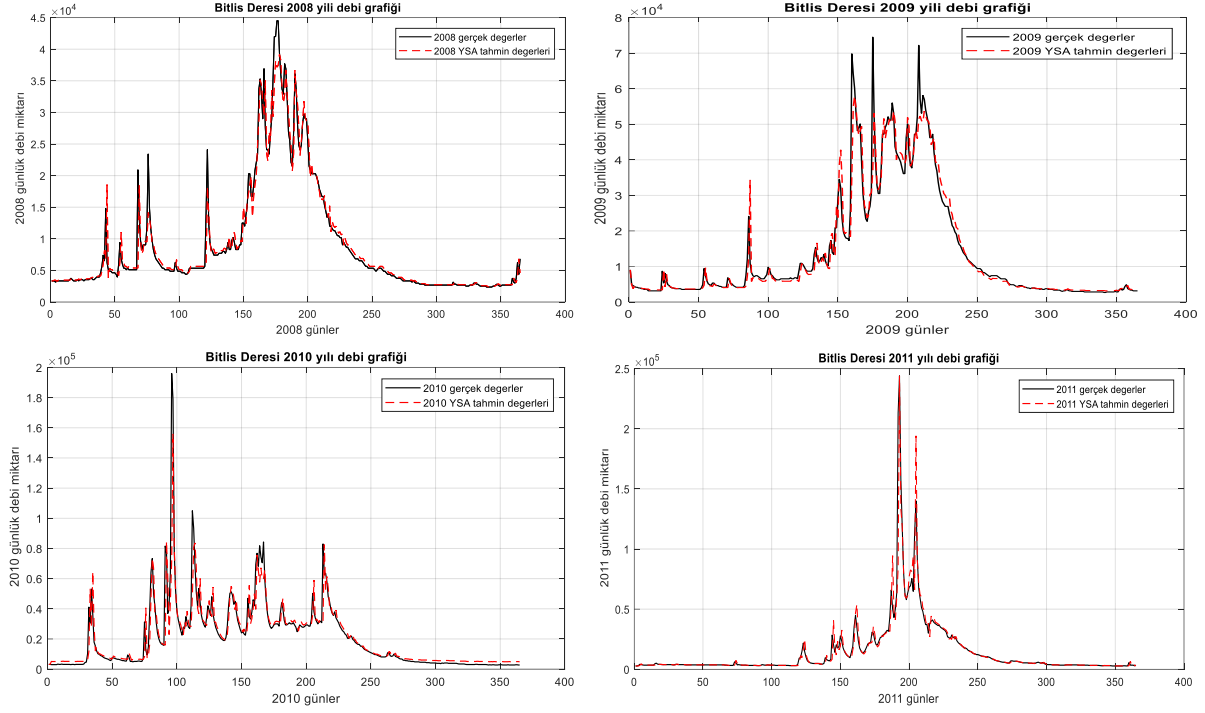 Bitlis Deresi 2008 yili debi grafiği
×10⁴
4.5
4
3.5
3
2.5
2
1.5
1
0.5
0
2008 günlük debi miktarı
2008 gerçek degerler
2008 YSA tahmin degerleri
0 50 100 150 200 250 300 350 400
2008 günler
Bitlis Deresi 2009 yili debi grafiği
×10⁴
8
7
6
5
4
3
2
1
0
2009 günlük debi miktarı
2009 gerçek degerler
2009 YSA tahmin degerleri
0 50 100 150 200 250 300 350 400
2009 günler
Bitlis Deresi 2010 yılı debi grafiği
×10⁵
2
1.8
1.6
1.4
1.2
1
0.8
0.6
0.4
0.2
0
2010 günlük debi miktarı
2010 gerçek degerler
2010 YSA tahmin degerleri
0 50 100 150 200 250 300 350 400
2010 günler
Bitlis Deresi 2011 yılı debi grafiği
×10⁵
2.5
2
1.5
1
0.5
0
2011 günlük debi miktarı
2011 gerçek degerler
2011 YSA tahmin degerleri
0 50 100 150 200 250 300 350 400
2011 günler